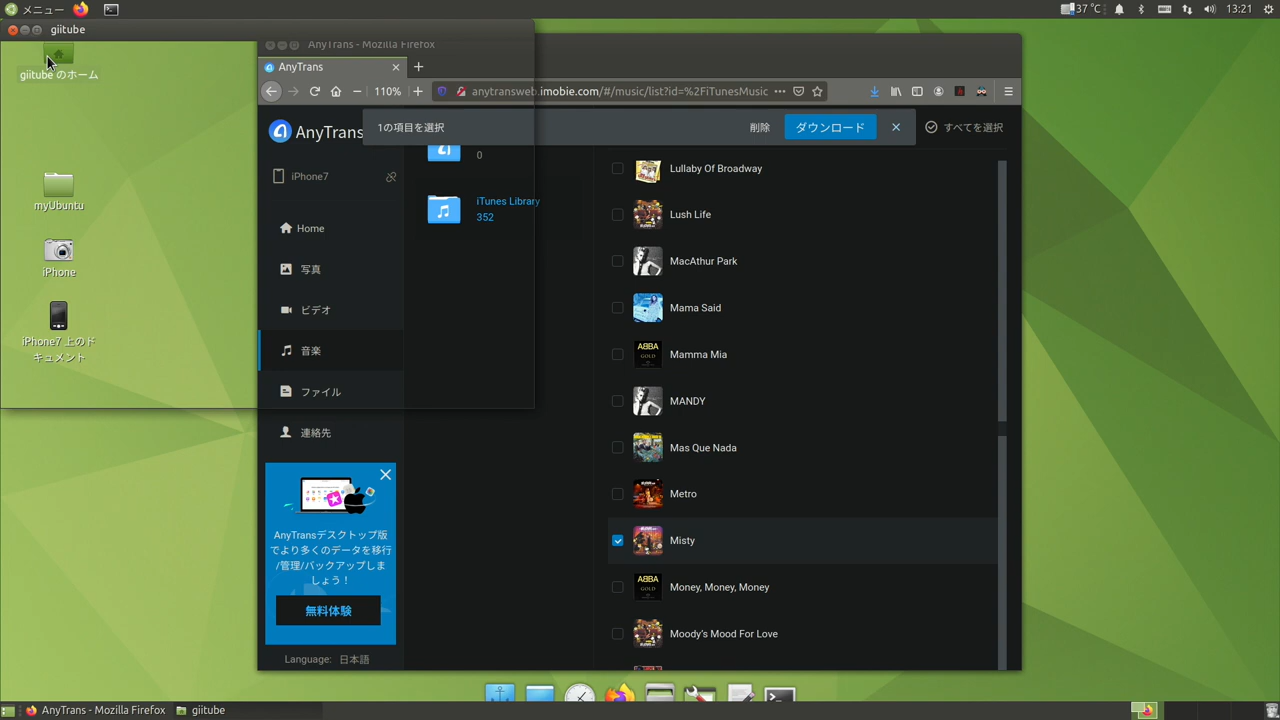 メニュー
37 ℃
13:21
giitube
AnyTrans - Mozilla Firefox
giitube のホーム
AnyTrans
110%
anytransweb.imobie.com/#/music/list?id=%2FiTunesMusic
AnyTrans
1の項目を選択
削除
ダウンロード
すべてを選択
0
iPhone7
iTunes Library
352
Home
写真
ビデオ
音楽
ファイル
連絡先
myUbuntu
iPhone
iPhone7 上のド
キュメント
Lullaby Of Broadway
Lush Life
MacAthur Park
Mama Said
ABBA
GOLD
Mamma Mia
MANDY
Mas Que Nada
Metro
Misty
ABBA
GOLD
Money, Money, Money
Moody's Mood For Love
AnyTransデスクトップ版
でより多くのデータを移行
/管理/バックアップしま
しょう！
無料体験
Language: 日本語
AnyTrans - Mozilla Firefox
giitube